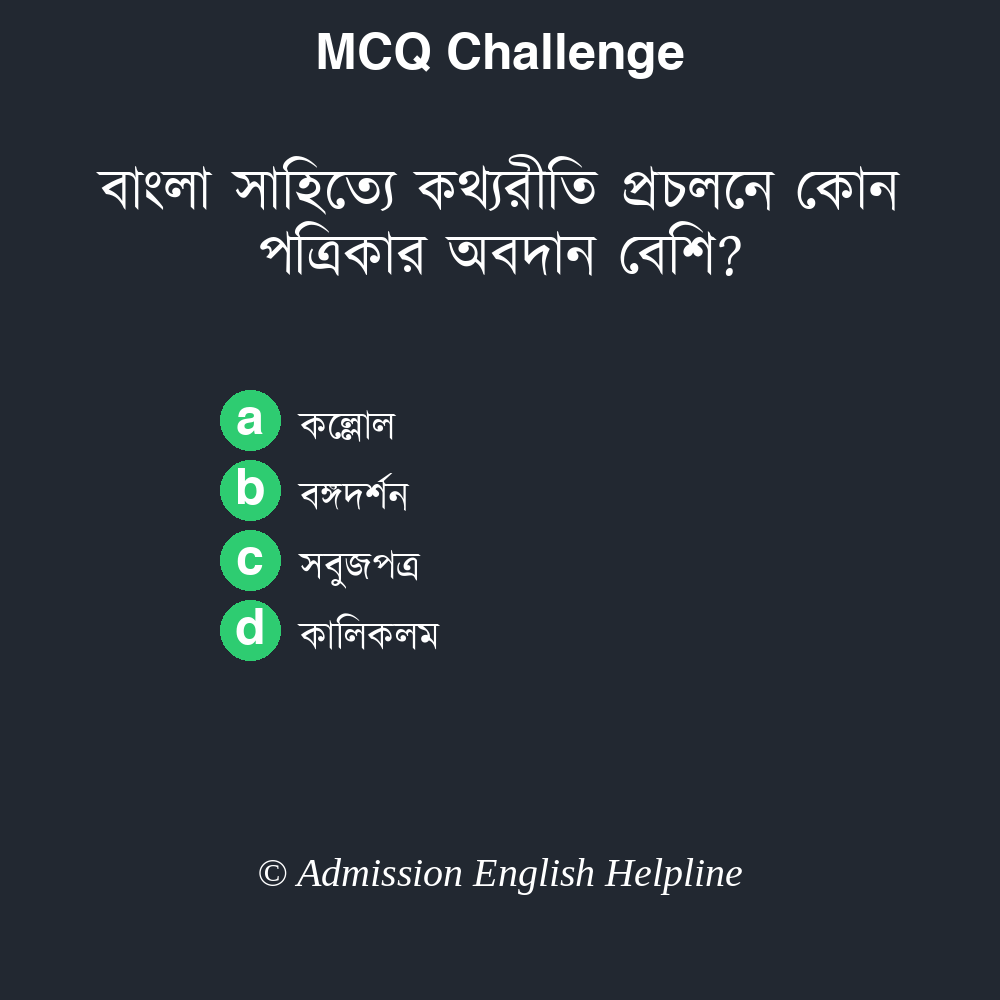 MCQ Challenge
বাংলা সাহিত্যে কথ্যরীতি প্রচলনে কোন
পত্রিকার অবদান বেশি?
a কল্লোল
b বঙ্গদর্শন
c সবুজপত্র
d কালিকলম
© Admission English Helpline